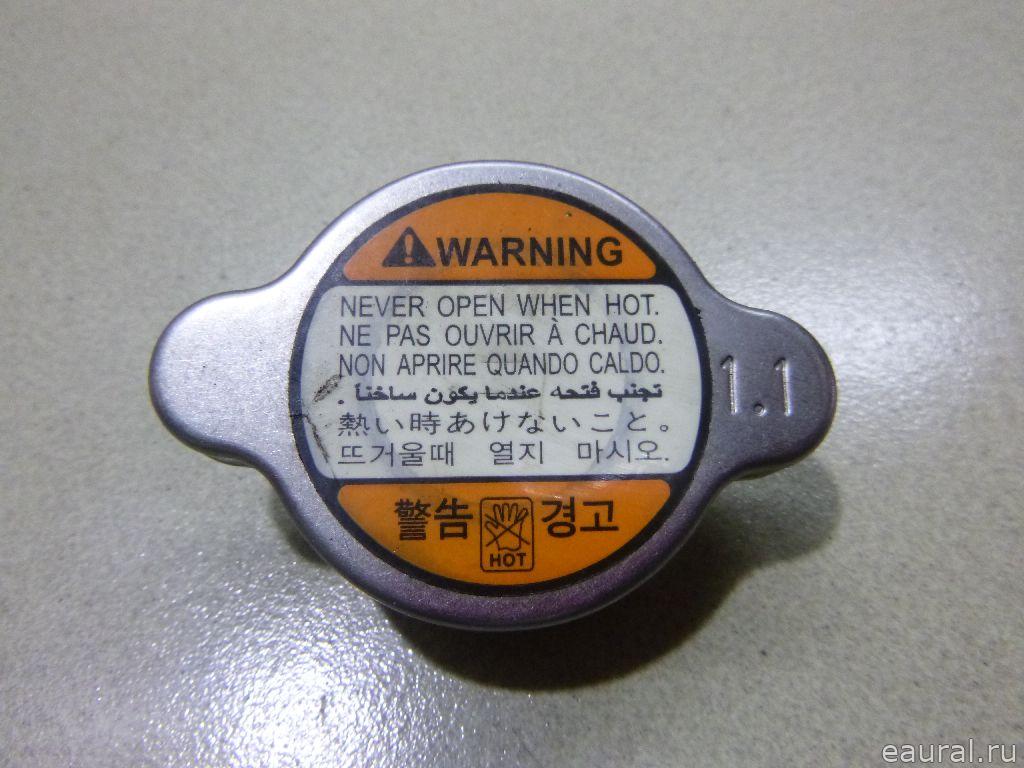 WARNING
NEVER OPEN WHEN HOT.
NE PAS OUVRIR À CHAUD.
NON APRIRE QUANDO CALDO.
تجنب فتحه عندما يكون ساخناً .
熱い時あけないこと。
뜨거울때 열지 마시오.
警告 경고
HOT
1.1
eaural.ru